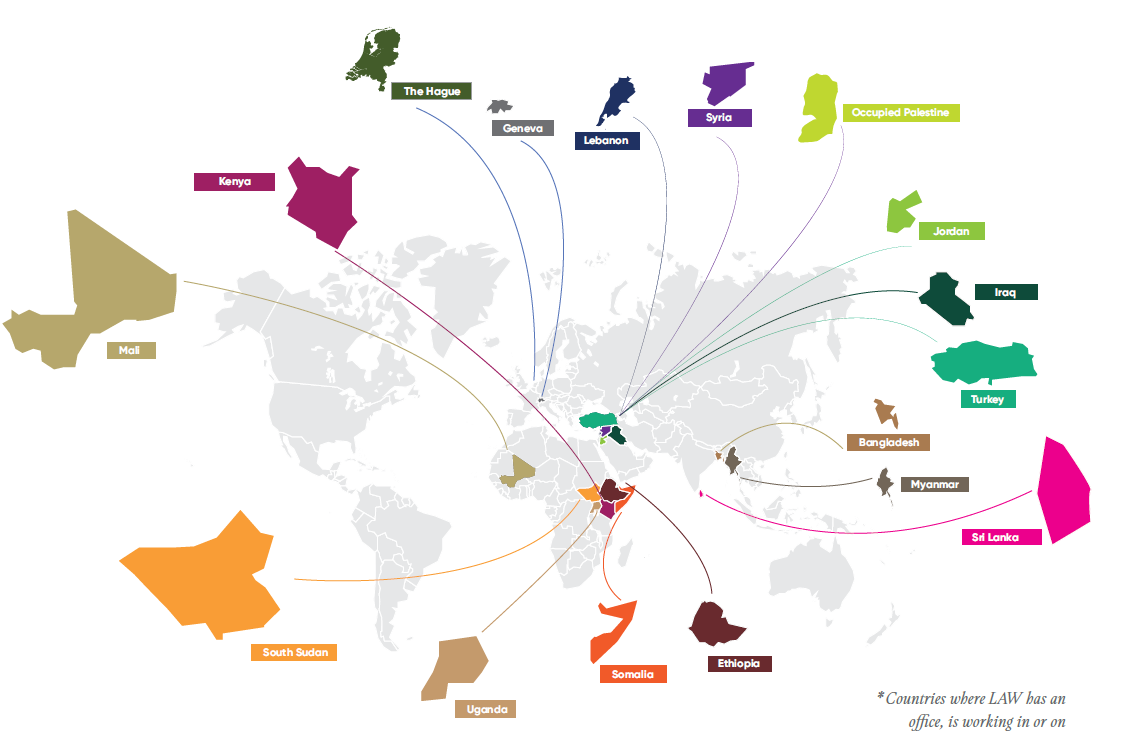 The Hague
Geneva
Lebanon
Syria
Occupied Palestine
Kenya
Jordan
Iraq
Mali
Turkey
Bangladesh
Myanmar
Sri Lanka
South Sudan
Somalia
Ethiopia
Uganda
*Countries where LAW has an
office, is working in or on